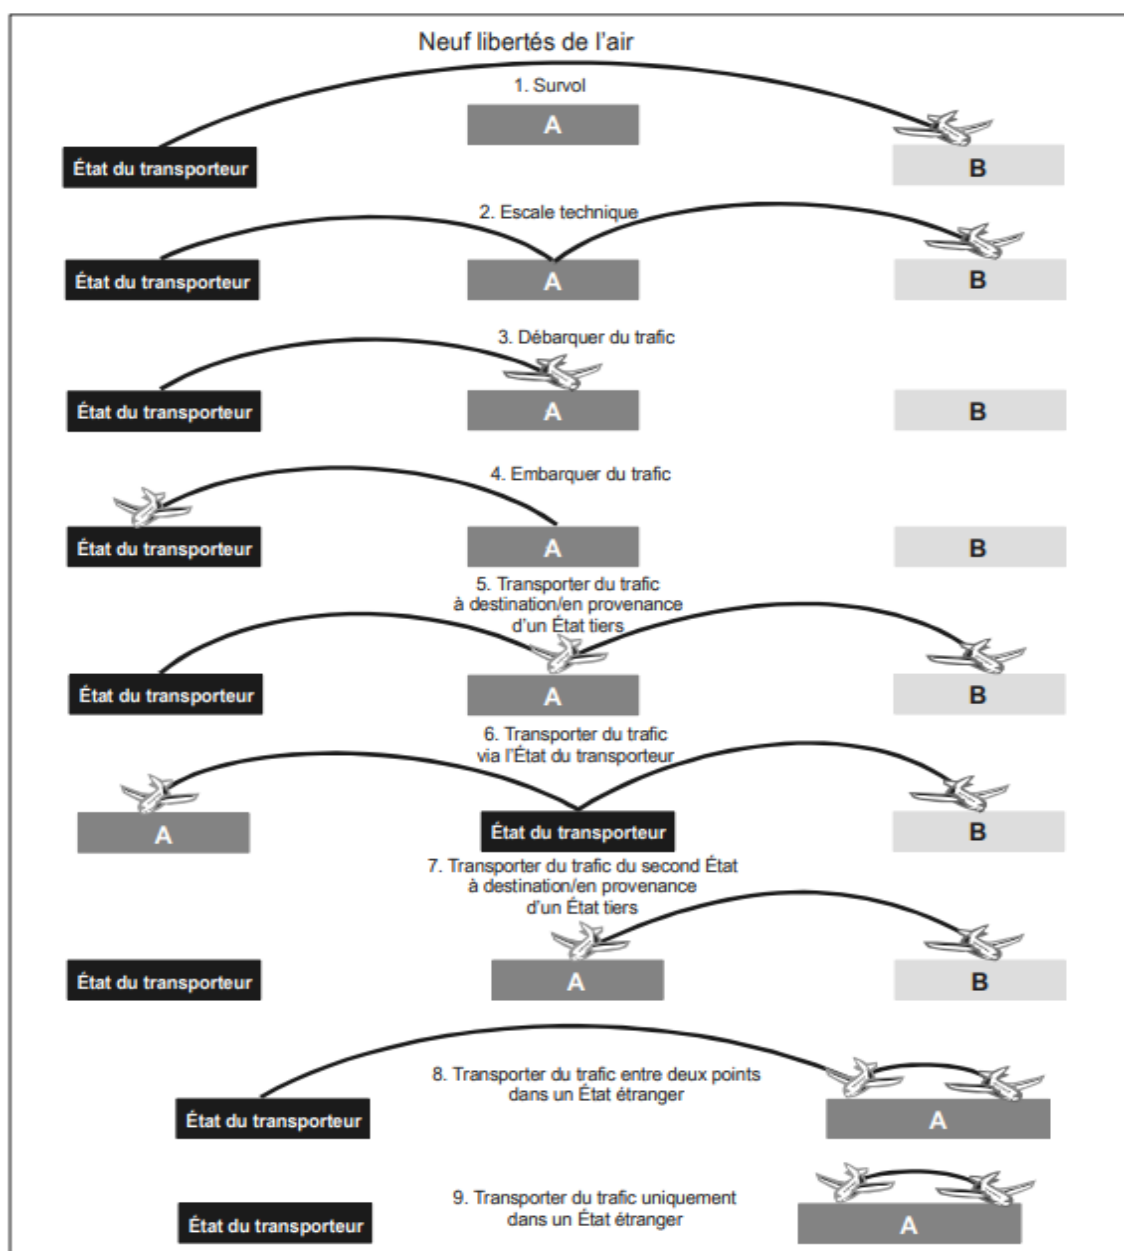 Neuf libertés de l'air
1. Survol
A
État du transporteur
B
2. Escale technique
État du transporteur
A
B
3. Débarquer du trafic
État du transporteur
A
B
4. Embarquer du trafic
État du transporteur
A
B
5. Transporter du trafic
à destination/en provenance
d'un État tiers
État du transporteur
A
B
6. Transporter du trafic
via l'État du transporteur
A
État du transporteur
B
7. Transporter du trafic du second État
à destination/en provenance
d'un État tiers
État du transporteur
A
B
8. Transporter du trafic entre deux points
dans un État étranger
État du transporteur
A
9. Transporter du trafic uniquement
dans un État étranger
État du transporteur
A